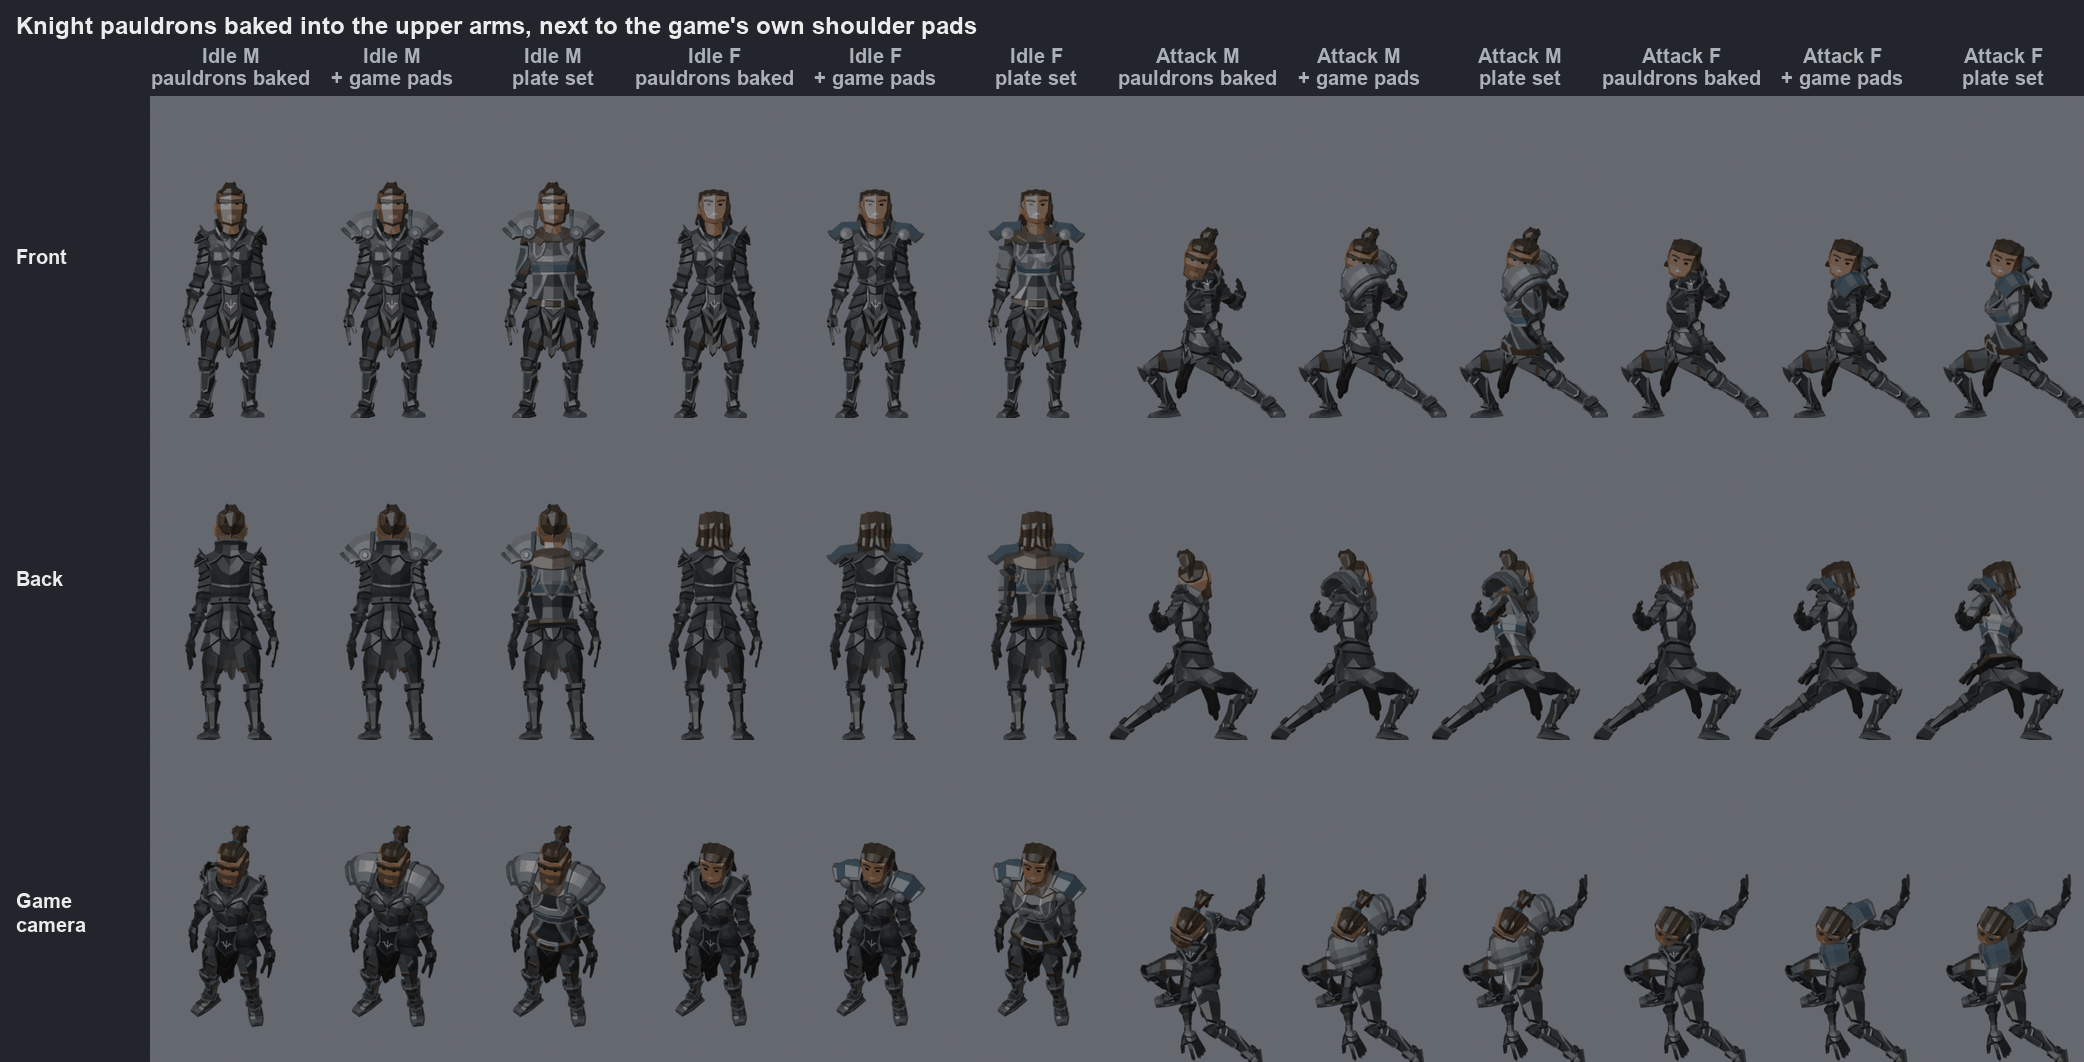 Knight pauldrons baked into the upper arms, next to the game's own shoulder pads
Idle M
pauldrons baked
Idle M
+ game pads
Idle M
plate set
Idle F
pauldrons baked
Idle F
+ game pads
Idle F
plate set
Attack M
pauldrons baked
Attack M
+ game pads
Attack M
plate set
Attack F
pauldrons baked
Attack F
+ game pads
Attack F
plate set
Front
Back
Game
camera